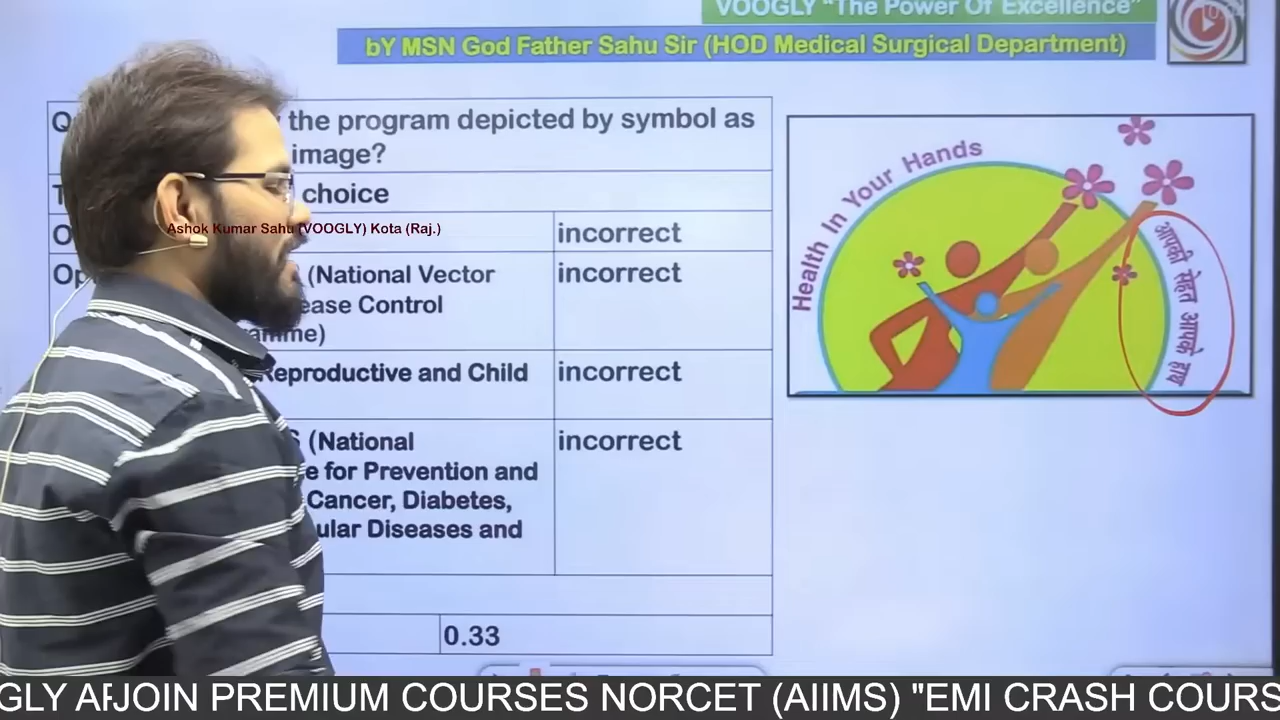 VOOGLY "The Power Of Excellence"
bY MSN God Father Sahu Sir (HOD Medical Surgical Department)
the program depicted by symbol as
image?
choice
incorrect
(National Vector
incorrect
ease Control
amme)
Reproductive and Child
incorrect
S (National
incorrect
e for Prevention and
Cancer, Diabetes,
ular Diseases and
0.33
Health In Your Hands
आपकी सेहत आपके हाथ
Ashok Kumar Sahu (VOOGLY) Kota (Raj.)
JOIN PREMIUM COURSES NORCET (AIIMS) "EMI CRASH COURS